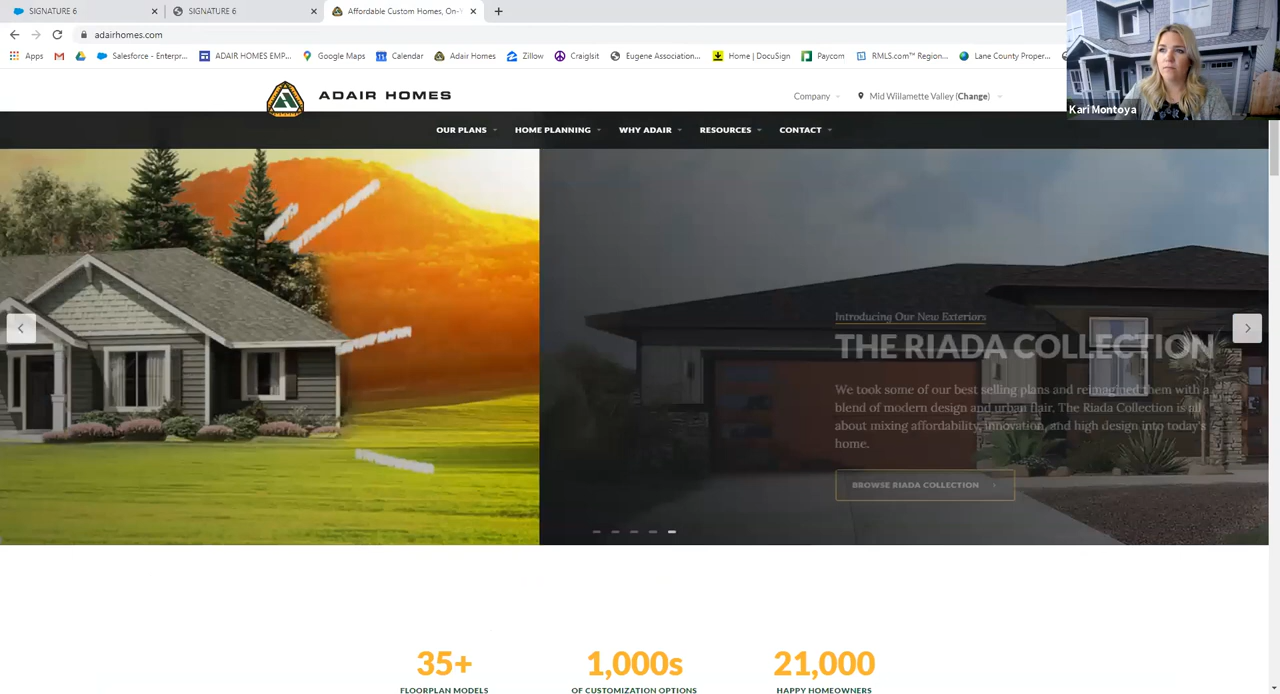 SIGNATURE 6
SIGNATURE 6
Affordable Custom Homes, On-Y
adairhomes.com
Apps
Salesforce - Enterpr...
ADAIR HOMES EMP...
Google Maps
Calendar
Adair Homes
Zillow
Craiglsit
Eugene Association...
Home | DocuSign
Paycom
RMLS.com™ Region...
Lane County Proper...
Kari Montoya
ADAIR HOMES
Company
Mid Wiilamette Valley (Change)
OUR PLANS
HOME PLANNING
WHY ADAIR
RESOURCES
CONTACT
Introducing Our New Exteriors
THE RIADA COLLECTION
We took some of our best selling plans and reimagined them with a
blend of modern design and urban flair, The Riada Collection is all
about mixing affordability, innovation, and high design into today's
home.
BROWSE RIADA COLLECTION
35+
FLOORPLAN MODELS
1,000s
OF CUSTOMIZATION OPTIONS
21,000
HAPPY HOMEOWNERS